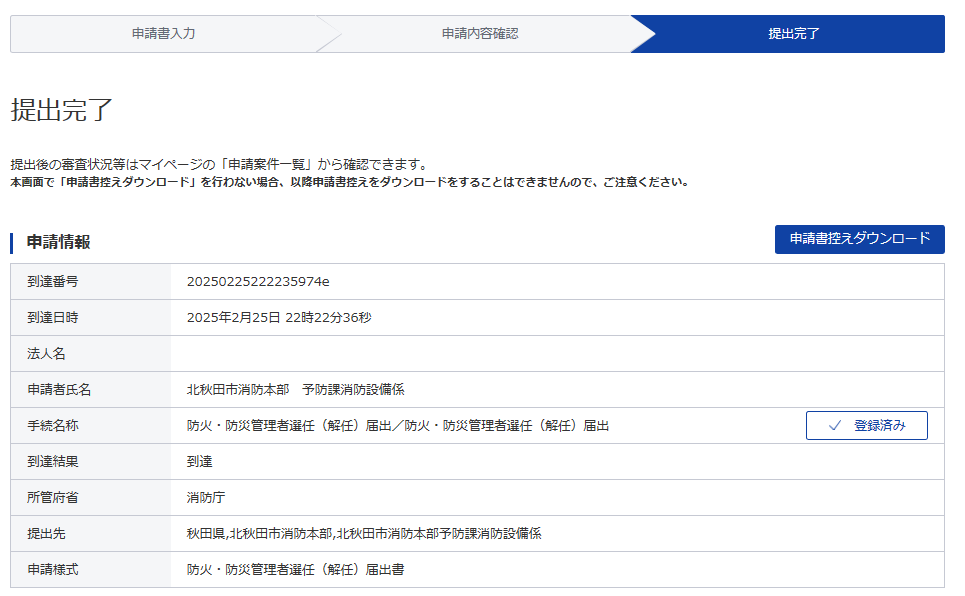 申請書入力
申請内容確認
提出完了
提出完了
提出後の審査状況等はマイページの「申請案件一覧」から確認できます。
本画面で「申請書控えダウンロード」を行わない場合、以降申請書控えをダウンロードをすることはできませんので、ご注意ください。
申請情報
申請書控えダウンロード
到達番号 20250225222235974e
到達日時 2025年2月25日 22時22分36秒
法人名
申請者氏名 北秋田市消防本部　予防課消防設備係
手続名称 防火・防災管理者選任（解任）届出／防火・防災管理者選任（解任）届出 登録済み
到達結果 到達
所管府省 消防庁
提出先 秋田県,北秋田市消防本部,北秋田市消防本部予防課消防設備係
申請様式 防火・防災管理者選任（解任）届出書